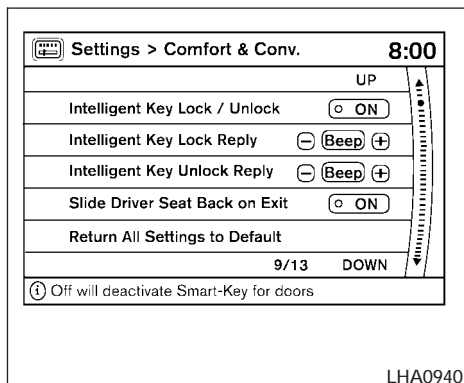 Settings > Comfort & Conv. 8:00
UP
Intelligent Key Lock / Unlock ON
Intelligent Key Lock Reply − Beep +
Intelligent Key Unlock Reply − Beep +
Slide Driver Seat Back on Exit ON
Return All Settings to Default
9/13 DOWN
i Off will deactivate Smart-Key for doors
LHA0940